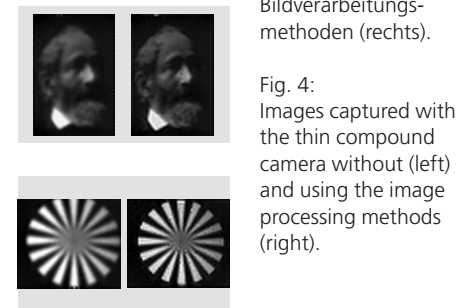 Bildverarbeitungs-
methoden (rechts).
Fig. 4:
Images captured with
the thin compound
camera without (left)
and using the image
processing methods
(right).